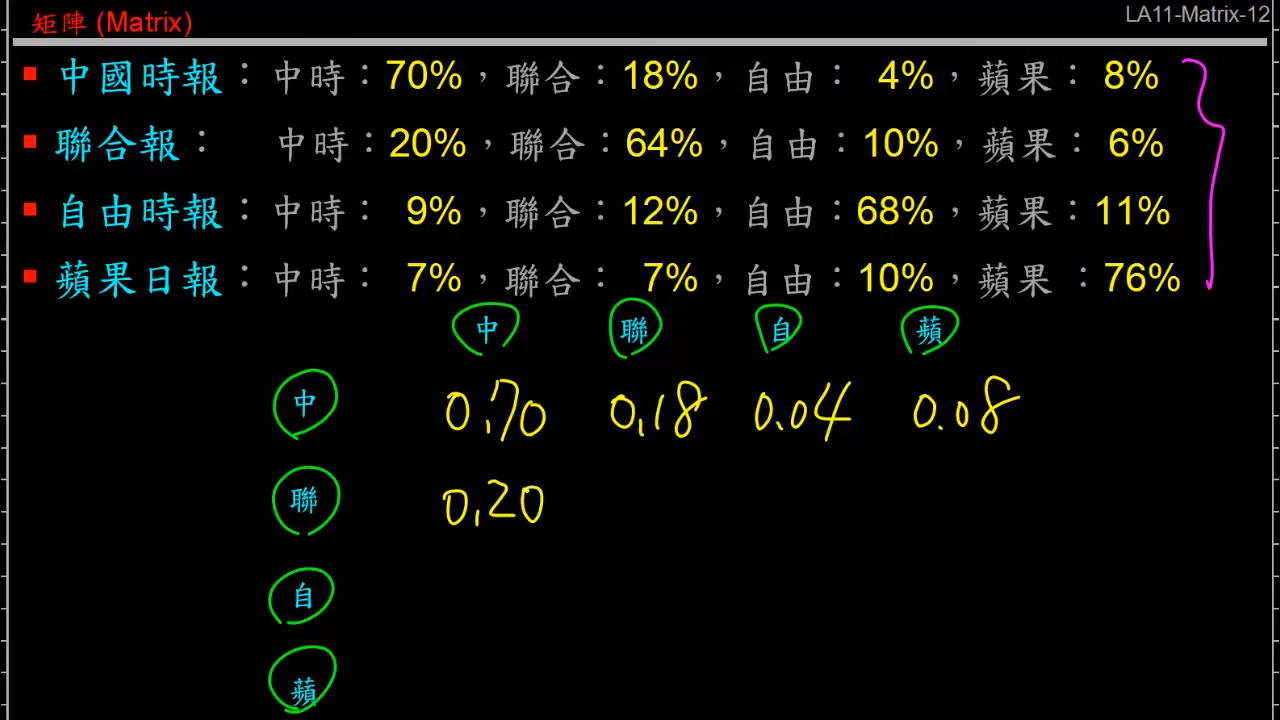 矩陣 (Matrix)
LA11-Matrix-12
中國時報：中時：70%，聯合：18%，自由：4%，蘋果：8%
聯合報：中時：20%，聯合：64%，自由：10%，蘋果：6%
自由時報：中時：9%，聯合：12%，自由：68%，蘋果：11%
蘋果日報：中時：7%，聯合：7%，自由：10%，蘋果：76%
中 聯 自 蘋
中 0.70 0.18 0.04 0.08
聯 0.20
自
蘋